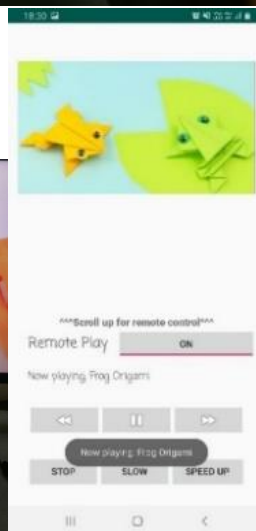 18:30
^^^Scroll up for remote control^^^
Remote Play ON
Now playing: Frog Origami
Now playing: Frog Origami
STOP SLOW SPEED UP